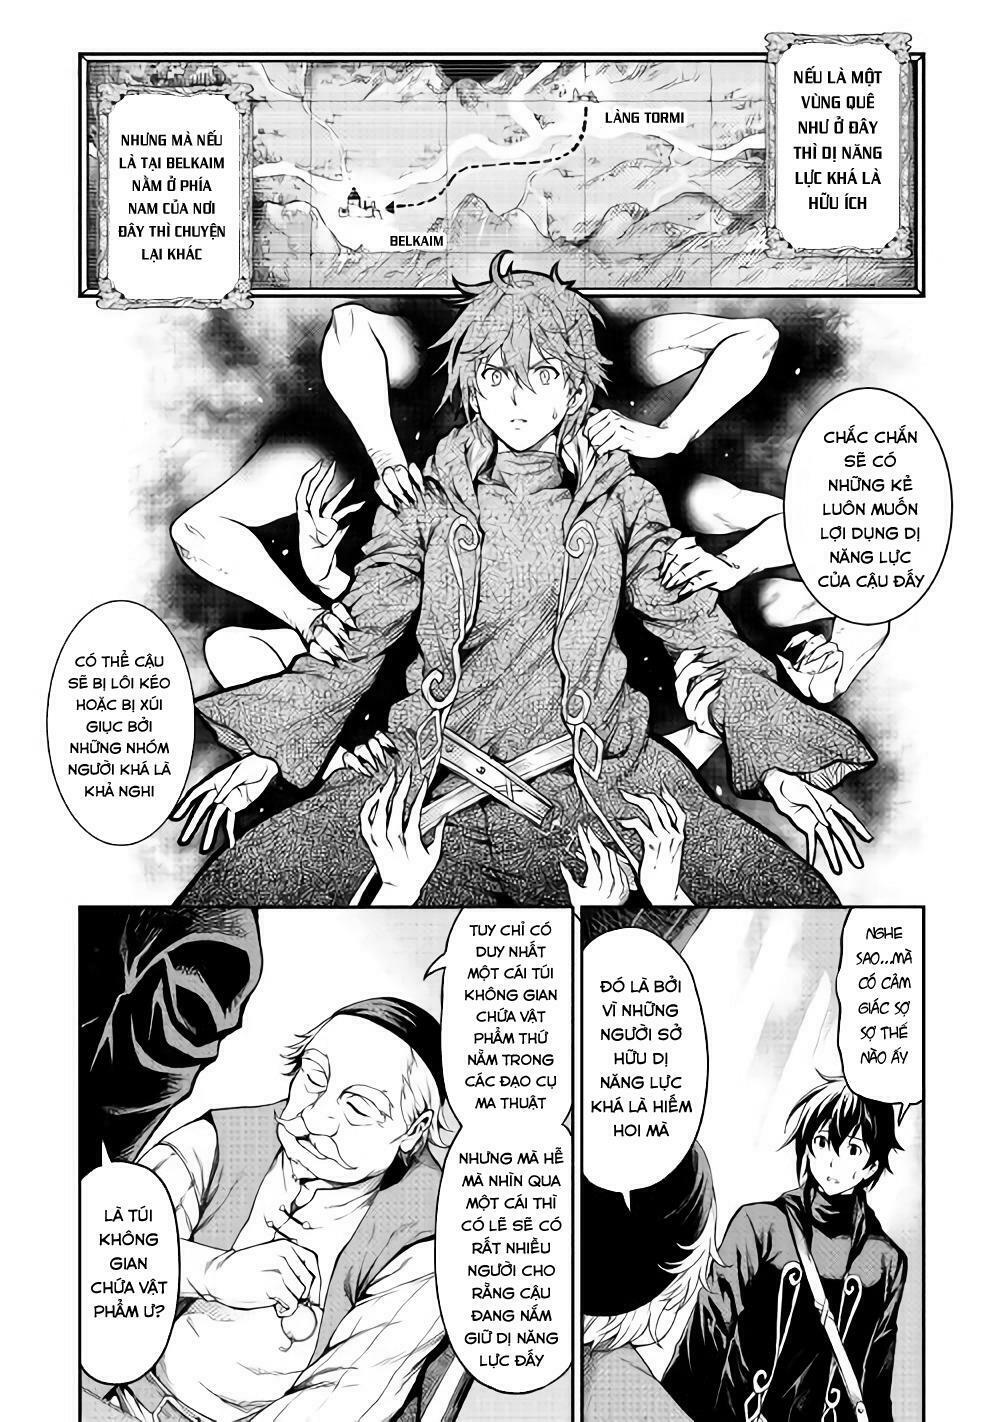 NẾU LÀ MỘT
VÙNG QUÊ
NHƯ Ở ĐÂY
THÌ DỊ NĂNG
LỰC KHÁ LÀ
HỮU ÍCH
LÀNG TORMI
BELKAIM
NHƯNG MÀ NẾU
LÀ TẠI BELKAIM
NẰM Ở PHÍA
NAM CỦA NƠI
ĐÂY THÌ CHUYỆN
LẠI KHÁC
CHẮC CHẮN
SẼ CÓ
NHỮNG KẺ
LUÔN MUỐN
LỢI DỤNG DỊ
NĂNG LỰC
CỦA CẬU ĐẤY
CÓ THỂ CẬU
SẼ BỊ LÔI KÉO
HOẶC BỊ XÚI
GIỤC BỞI
NHỮNG NHÓM
NGƯỜI KHÁ LÀ
KHẢ NGHI
NGHE
SAO...MÀ
CÓ CẢM
GIÁC SỢ
SỢ THẾ
NÀO ẤY
ĐÓ LÀ BỞI
VÌ NHỮNG
NGƯỜI SỞ
HỮU DỊ
NĂNG LỰC
KHÁ LÀ HIẾM
HOI MÀ
TUY CHỈ CÓ
DUY NHẤT
MỘT CÁI TÚI
KHÔNG GIAN
CHỨA VẬT
PHẨM THỨ
NẰM TRONG
CÁC ĐẠO CỤ
MA THUẬT
NHƯNG MÀ HỄ
MÀ NHÌN QUA
MỘT CÁI THÌ
CÓ LẼ SẼ CÓ
RẤT NHIỀU
NGƯỜI CHO
RẰNG CẬU
ĐANG NẮM
GIỮ DỊ NĂNG
LỰC ĐẤY
LÀ TÚI
KHÔNG
GIAN
CHỨA VẬT
PHẨM Ư?